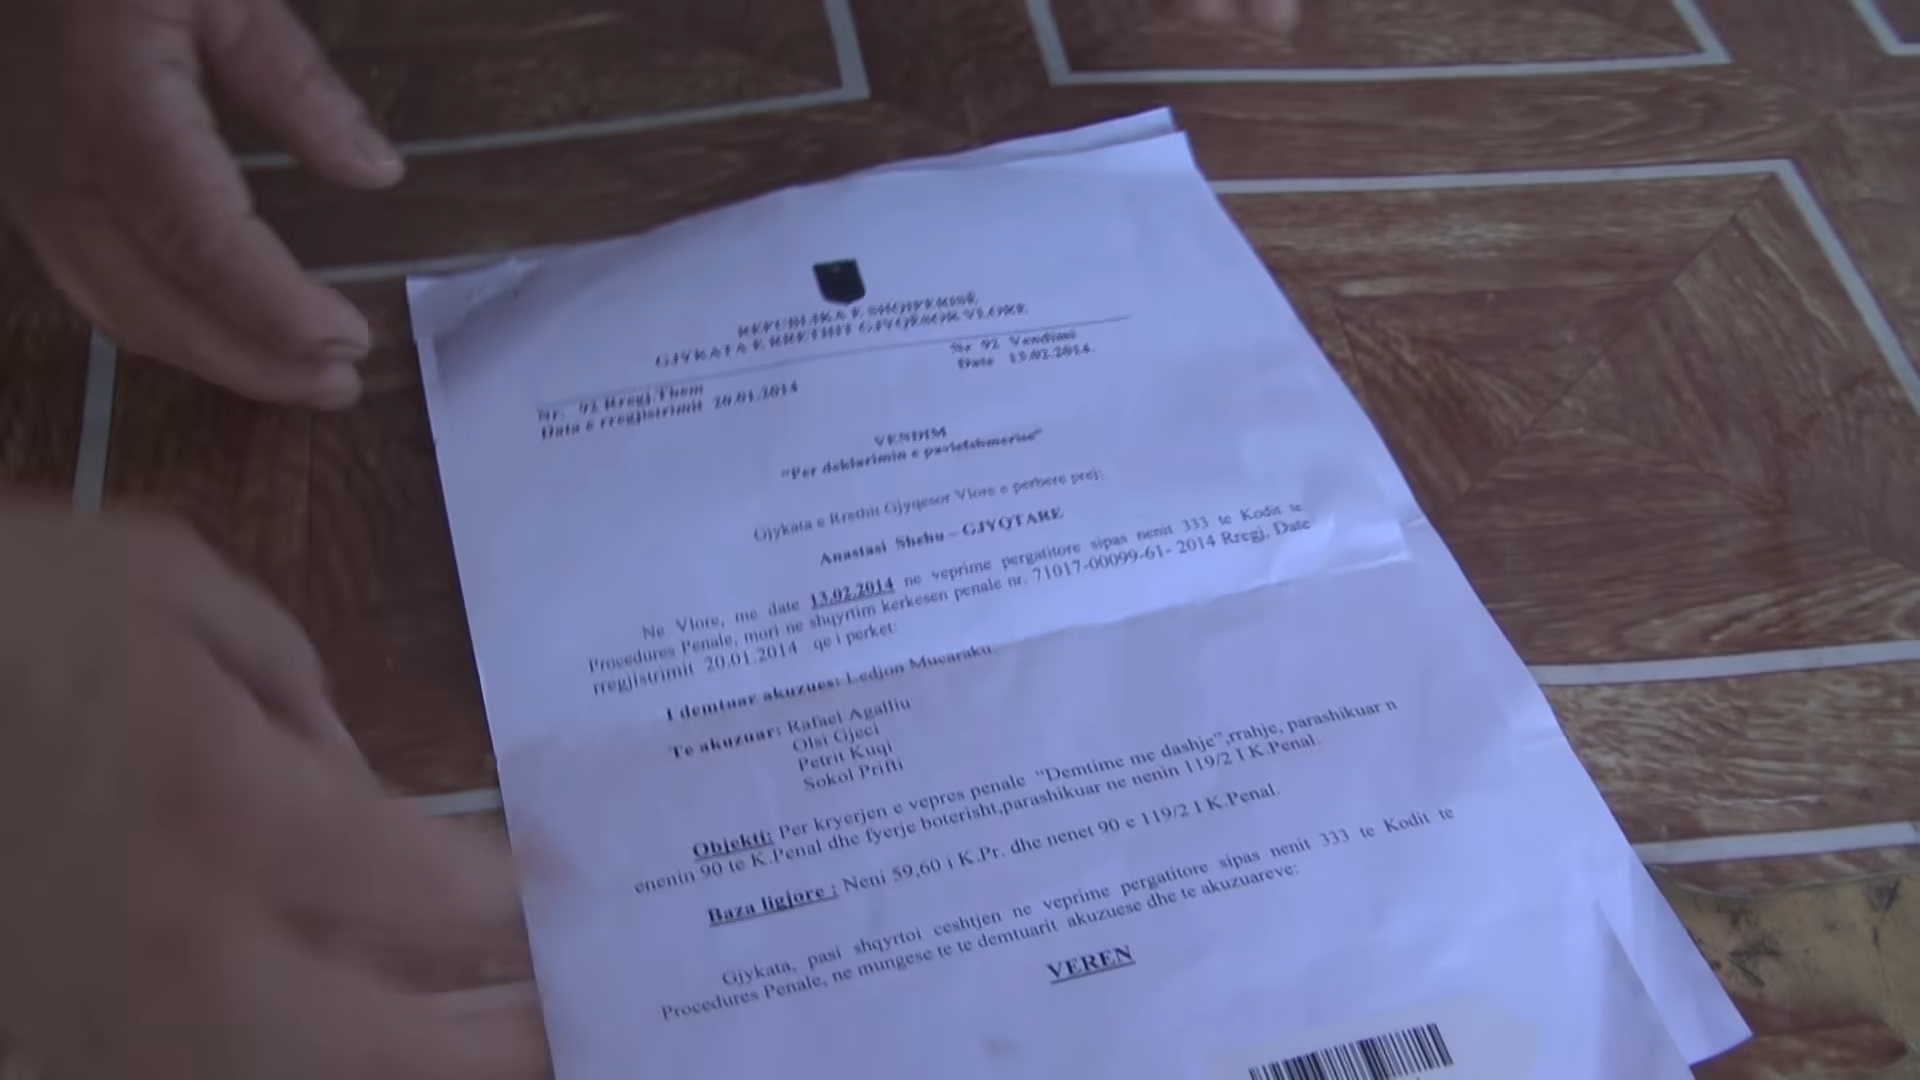 REPUBLIKA E SHQIPERISE
GJYKATA E RRETHIT GJYQESOR VLORE
Nr. 92 Vendimi
Date 13.02.2014.
Nr. 92 Rregj.Them
Data e rregjistrimit 20.01.2014
VENDIM
"Per deklarimin e pavlefshmerise"
Gjykata e Rrethit Gjyqesor Vlore e perbere prej:
Anastasi Shehu – GJYQTARE
Ne Vlore, me date 13.02.2014 ne veprime pergatitore sipas nenit 333 te Kodit te
Procedures Penale, mori ne shqyrtim kerkesen penale nr. 71017-00099-61- 2014 Rregj, Date
rregjistrimit 20.01.2014 qe i perket:
I demtuar akuzues: Ledjon Mucaraku
Te akuzuar: Rafael Agalliu
Olsi Gjeci
Petrit Kuqi
Sokol Prifti
Objekti: Per kryerjen e vepres penale "Demtime me dashje",rrahje, parashikuar n
enenin 90 te K.Penal dhe fyerje boterisht,parashikuar ne nenin 119/2 I K.Penal.
Baza ligjore : Neni 59,60 i K.Pr. dhe nenet 90 e 119/2 I K.Penal.
Gjykata, pasi shqyrtoi ceshtjen ne veprime pergatitore sipas nenit 333 te Kodit te
Procedures Penale, ne mungese te te demtuarit akuzuese dhe te akuzuareve:
VEREN